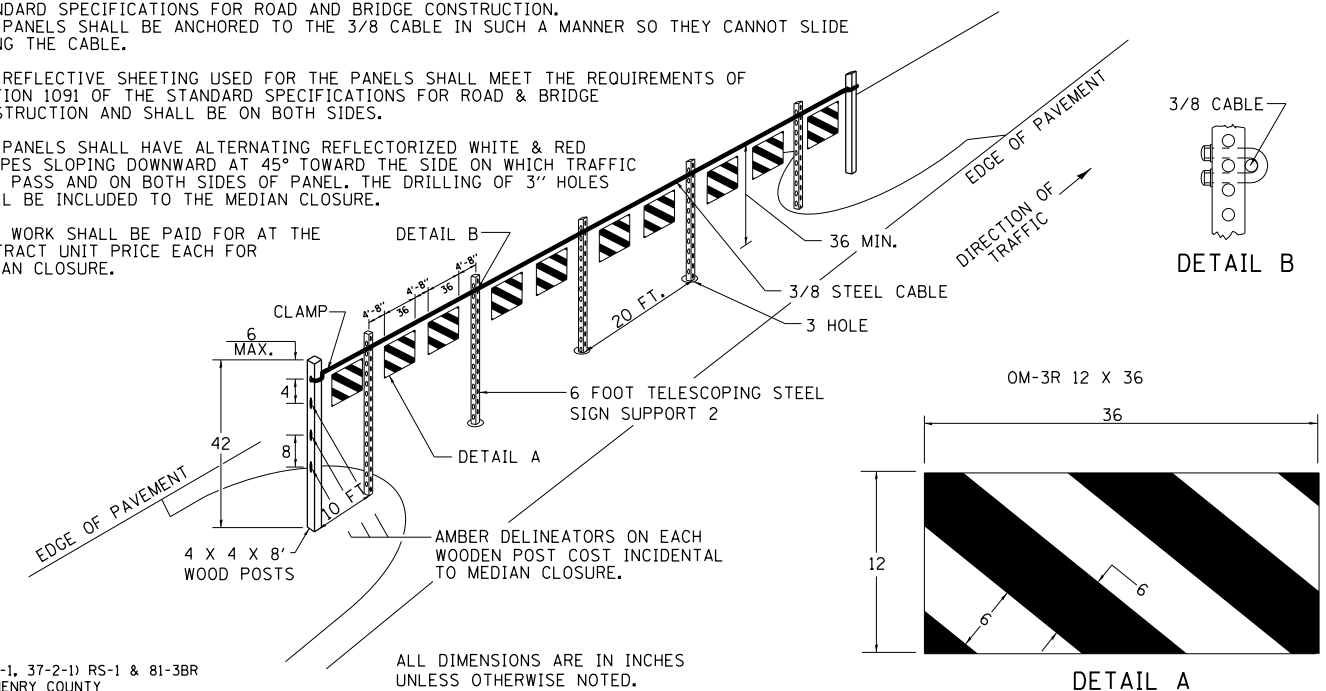 STANDARD SPECIFICATIONS FOR ROAD AND BRIDGE CONSTRUCTION.
PANELS SHALL BE ANCHORED TO THE 3/8 CABLE IN SUCH A MANNER SO THEY CANNOT SLIDE
THE CABLE.
REFLECTIVE SHEETING USED FOR THE PANELS SHALL MEET THE REQUIREMENTS OF
1091 OF THE STANDARD SPECIFICATIONS FOR ROAD & BRIDGE
AND SHALL BE ON BOTH SIDES.
PANELS SHALL HAVE ALTERNATING REFLECTORIZED WHITE & RED
SLOPING DOWNWARD AT 45° TOWARD THE SIDE ON WHICH TRAFFIC
PASS AND ON BOTH SIDES OF PANEL. THE DRILLING OF 3" HOLES
BE INCLUDED TO THE MEDIAN CLOSURE.
WORK SHALL BE PAID FOR AT THE
UNIT PRICE EACH FOR
CLOSURE.
DETAIL B
4'-8"
36
4'-8"
36
4'-8"
CLAMP
6
MAX.
4
42
8
10 FT.
20 FT.
EDGE OF PAVEMENT
4 X 4 X 8'
WOOD POSTS
DETAIL A
6 FOOT TELESCOPING STEEL
SIGN SUPPORT 2
AMBER DELINEATORS ON EACH
WOODEN POST COST INCIDENTAL
TO MEDIAN CLOSURE.
36 MIN.
3/8 STEEL CABLE
3 HOLE
EDGE OF PAVEMENT
DIRECTION OF
TRAFFIC
3/8 CABLE
DETAIL B
OM-3R 12 X 36
36
12
6
6
DETAIL A
ALL DIMENSIONS ARE IN INCHES
UNLESS OTHERWISE NOTED.
-1, 37-2-1) RS-1 & 81-3BR
HENRY COUNTY